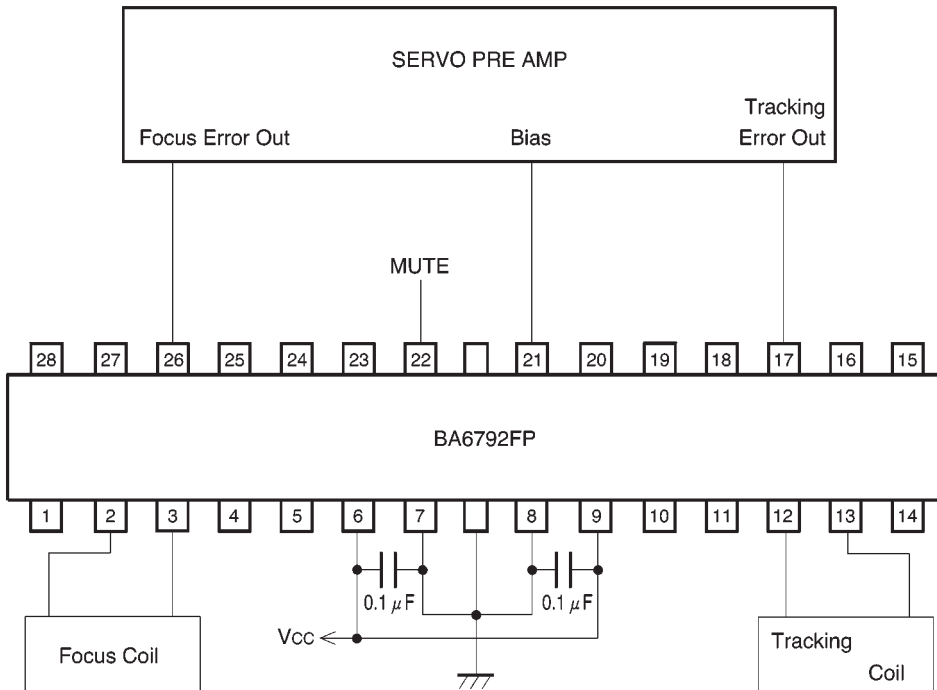 SERVO PRE AMP
Tracking
Focus Error Out Bias Error Out
MUTE
28 27 26 25 24 23 22 21 20 19 18 17 16 15
BA6792FP
1 2 3 4 5 6 7 8 9 10 11 12 13 14
0.1 μF 0.1 μF
Vcc
Focus Coil
Tracking
Coil